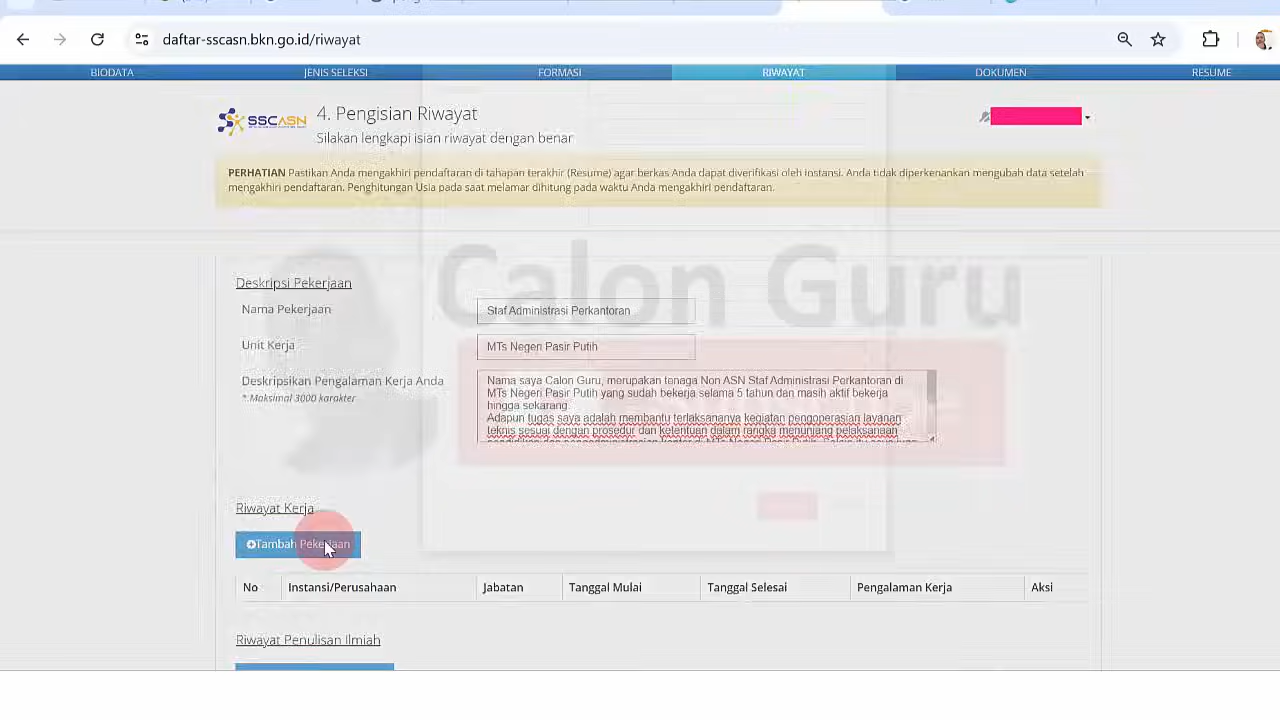 daftar-sscasn.bkn.go.id/riwayat
BIODATA JENIS SELEKSI FORMASI RIWAYAT DOKUMEN RESUME
SSCASN
4. Pengisian Riwayat
Silakan lengkapi isian riwayat dengan benar
PERHATIAN Pastikan Anda mengakhiri pendaftaran di tahapan terakhir (Resume) agar berkas Anda dapat diverifikasi oleh instansi. Anda tidak diperkenankan mengubah data setelah
mengakhiri pendaftaran. Penghitungan Usia pada saat melamar dihitung pada waktu Anda mengakhiri pendaftaran.
Calon Guru
Deskripsi Pekerjaan
Nama Pekerjaan Staf Administrasi Perkantoran
Unit Kerja MTs Negeri Pasir Putih
Deskripsikan Pengalaman Kerja Anda
*.Maksimal 3000 karakter
Nama saya Calon Guru, merupakan tenaga Non ASN Staf Administrasi Perkantoran di
MTs Negeri Pasir Putih yang sudah bekerja selama 5 tahun dan masih aktif bekerja
hingga sekarang.
Adapun tugas saya adalah membantu terlaksananya kegiatan pengoperasian layanan
teknis sesuai dengan prosedur dan ketentuan dalam rangka menunjang pelaksanaan
Riwayat Kerja
Tambah Pekerjaan
No Instansi/Perusahaan Jabatan Tanggal Mulai Tanggal Selesai Pengalaman Kerja Aksi
Riwayat Penulisan Ilmiah